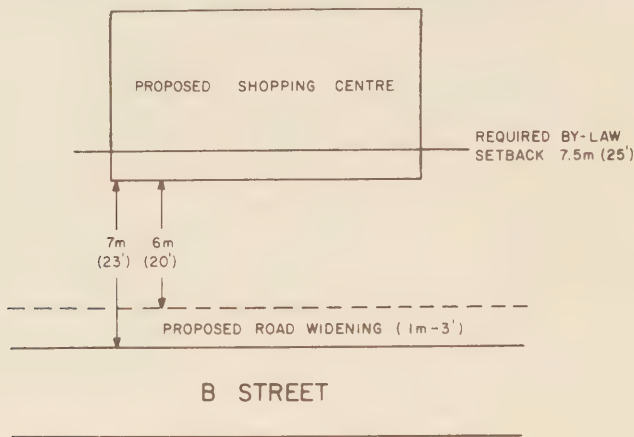 PROPOSED SHOPPING CENTRE
REQUIRED BY-LAW
SETBACK 7.5m (25')
7m
(23')
6m
(20')
PROPOSED ROAD WIDENING (1m-3')
B STREET